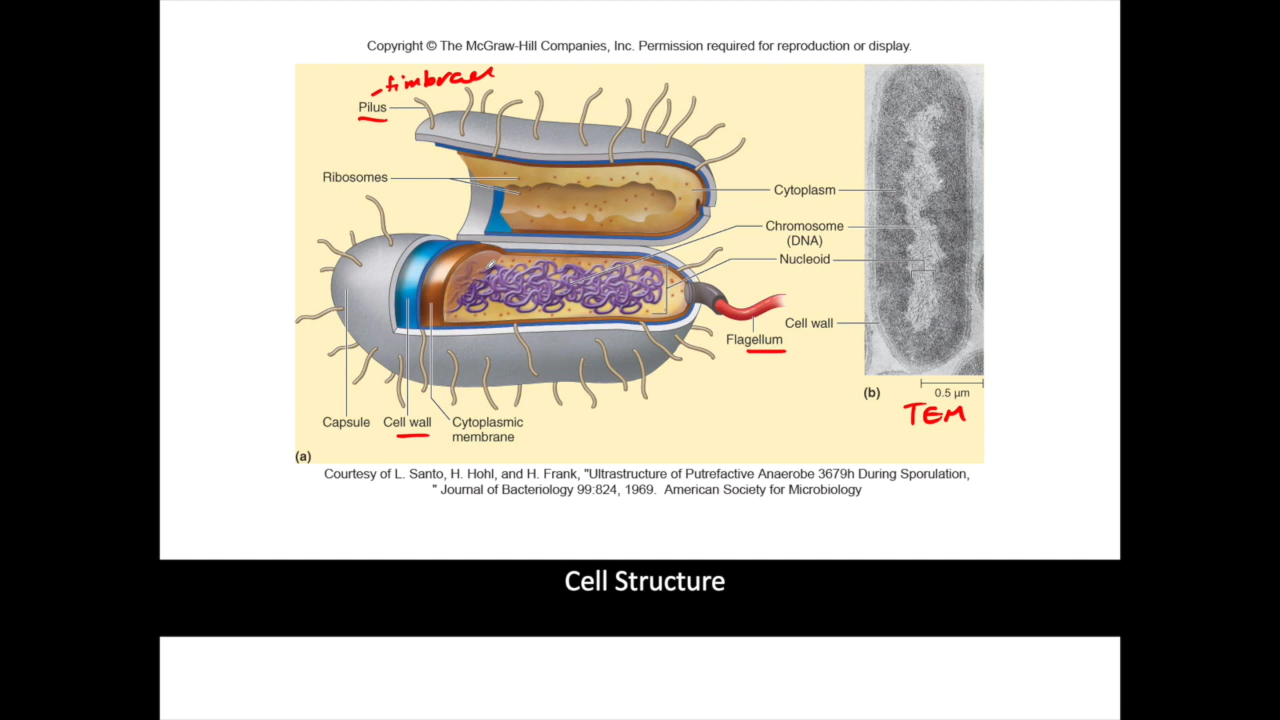 Copyright © The McGraw-Hill Companies, Inc. Permission required for reproduction or display.
- fimbraee
Pilus
Ribosomes
Cytoplasm
Chromosome
(DNA)
Nucleoid
Cell wall
Flagellum
Capsule
Cell wall
Cytoplasmic
membrane
(a)
(b)
0.5 µm
TEM
Courtesy of L. Santo, H. Hohl, and H. Frank, "Ultrastructure of Putrefactive Anaerobe 3679h During Sporulation,
" Journal of Bacteriology 99:824, 1969. American Society for Microbiology
Cell Structure